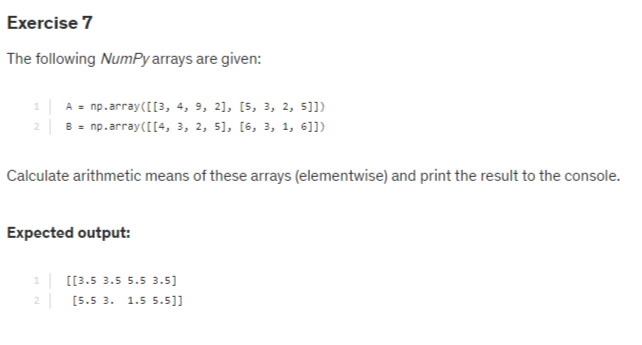 Exercise 7
The following NumPy arrays are given:
1 A = np.array([[3, 4, 9, 2], [5, 3, 2, 5]])
2 B = np.array([[4, 3, 2, 5], [6, 3, 1, 6]])
Calculate arithmetic means of these arrays (elementwise) and print the result to the console.
Expected output:
1 [[3.5 3.5 5.5 3.5]
2  [5.5 3.  1.5 5.5]]